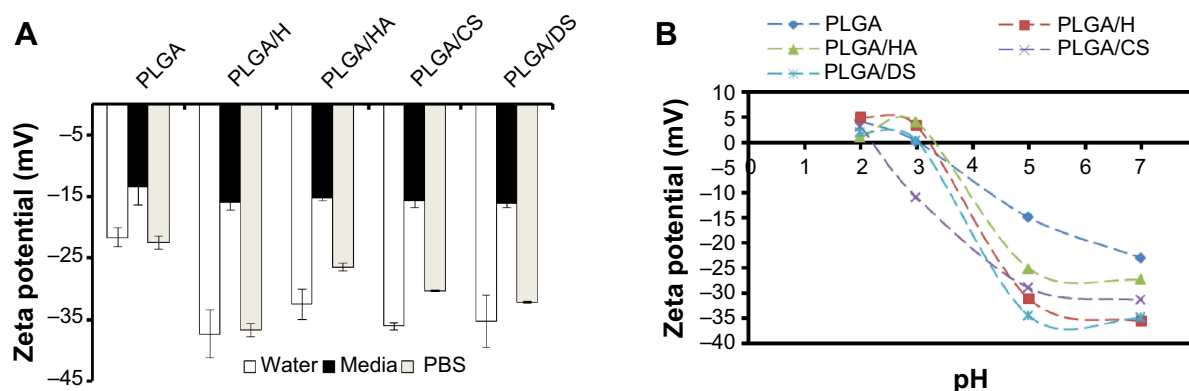 A
PLGA
PLGA/H
PLGA/HA
PLGA/CS
PLGA/DS
–5
–15
–25
–35
–45
Zeta potential (mV)
Water Media PBS
B
PLGA PLGA/H
PLGA/HA PLGA/CS
PLGA/DS
10
5
0
–5
–10
–15
–20
–25
–30
–35
–40
Zeta potential (mV)
0 1 2 3 4 5 6 7
pH